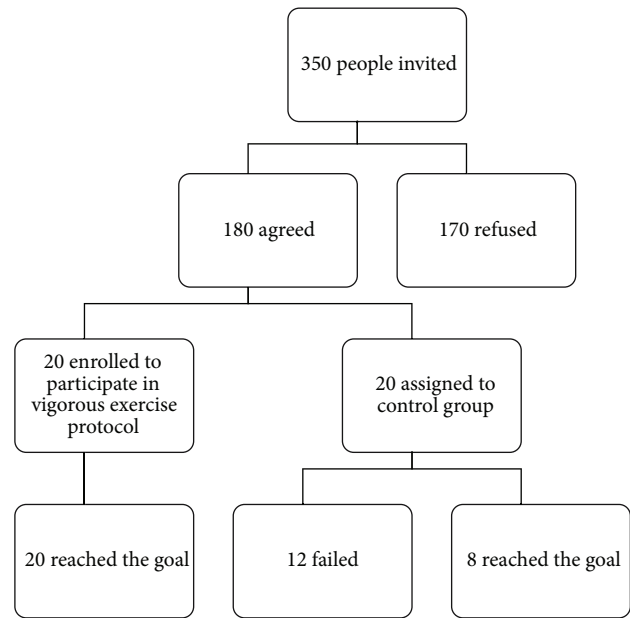 350 people invited
180 agreed
170 refused
20 enrolled to
participate in
vigorous exercise
protocol
20 assigned to
control group
20 reached the goal
12 failed
8 reached the goal